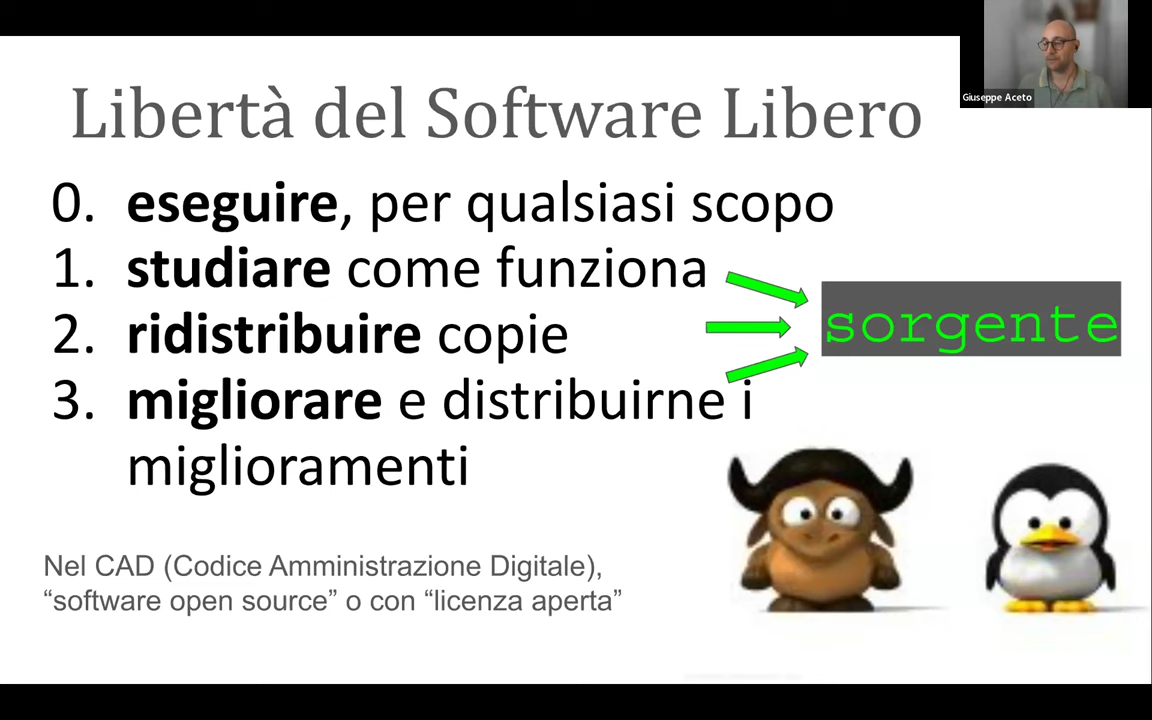 Giuseppe Aceto
Libertà del Software Libero
0. eseguire, per qualsiasi scopo
1. studiare come funziona
2. ridistribuire copie
3. migliorare e distribuirne i
miglioramenti
sorgente
Nel CAD (Codice Amministrazione Digitale),
“software open source” o con “licenza aperta”